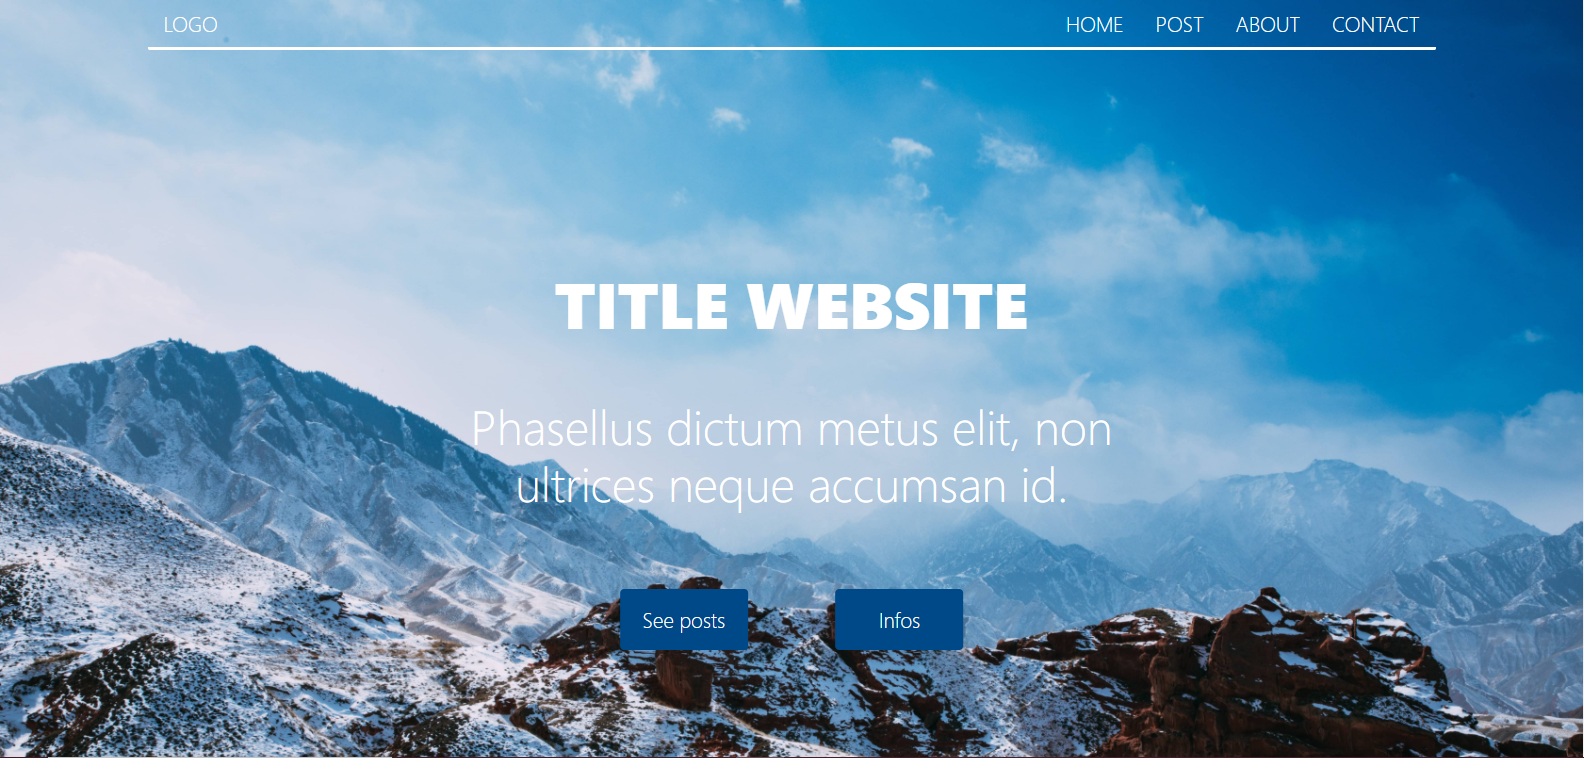 LOGO
HOME POST ABOUT CONTACT
TITLE WEBSITE
Phasellus dictum metus elit, non
ultrices neque accumsan id.
See posts
Infos